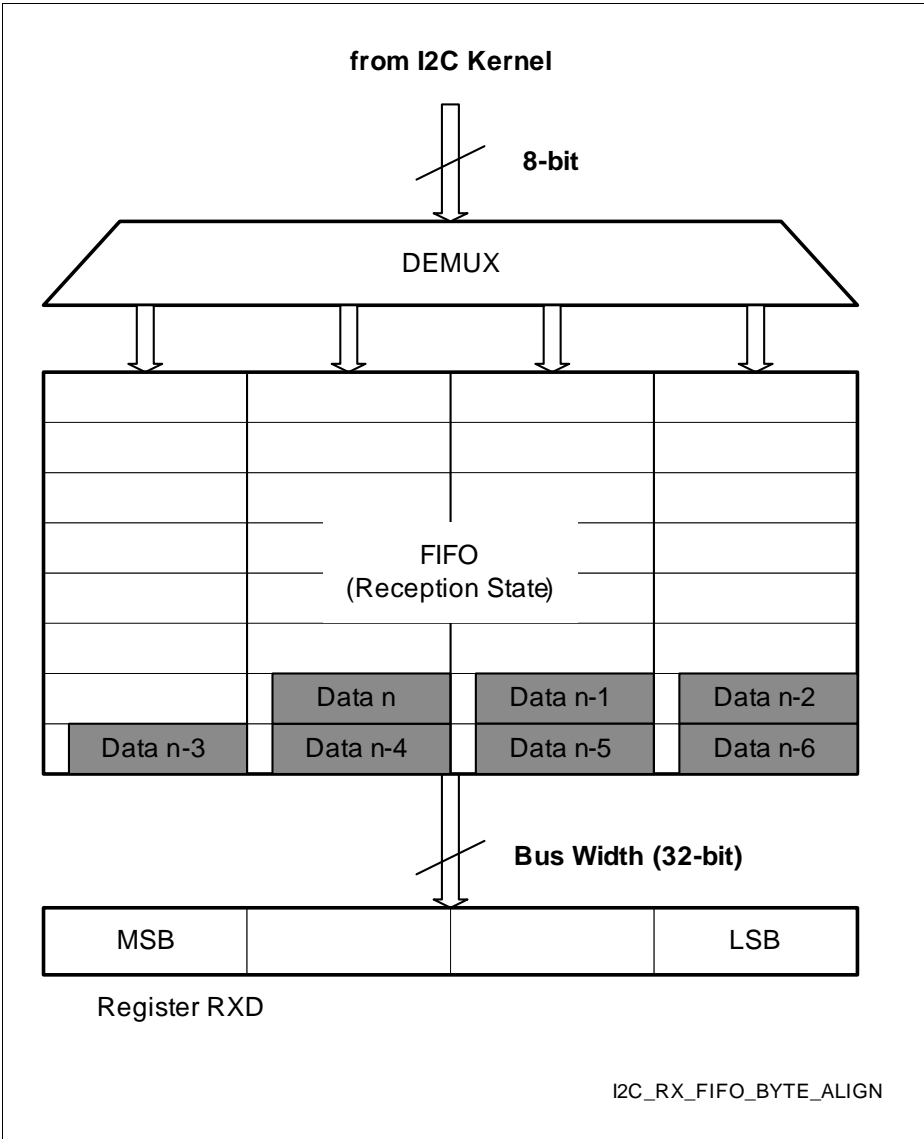 from I2C Kernel
8-bit
DEMUX
FIFO
(Reception State)
Data n
Data n-1
Data n-2
Data n-3
Data n-4
Data n-5
Data n-6
Bus Width (32-bit)
MSB
LSB
Register RXD
I2C_RX_FIFO_BYTE_ALIGN